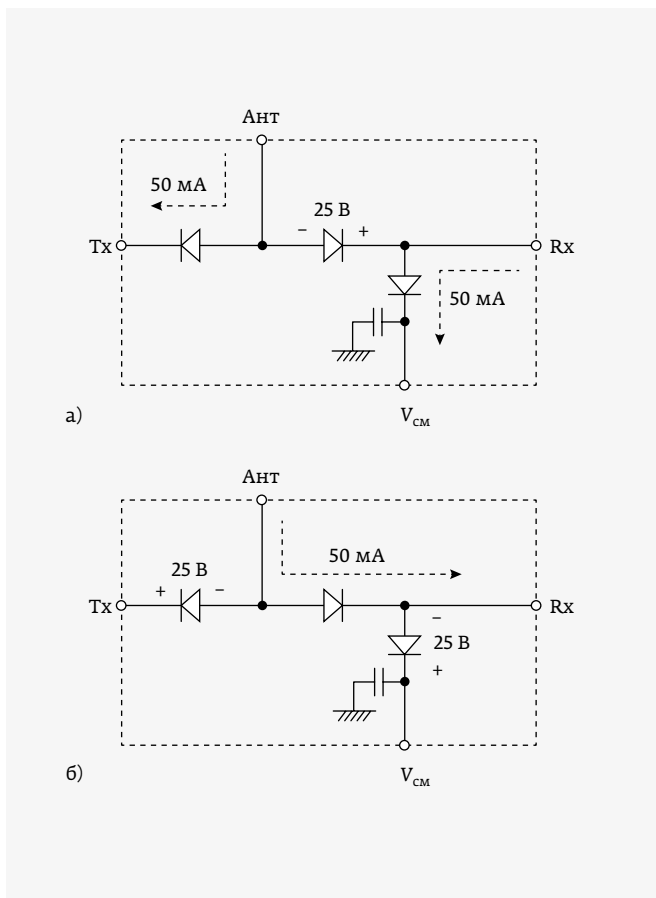 Ант
50 мА
25 В
– +
Tx
Rx
50 мА
Vсм
а)
Ант
50 мА
25 В
+ –
Tx
Rx
–
25 В
+
Vсм
б)